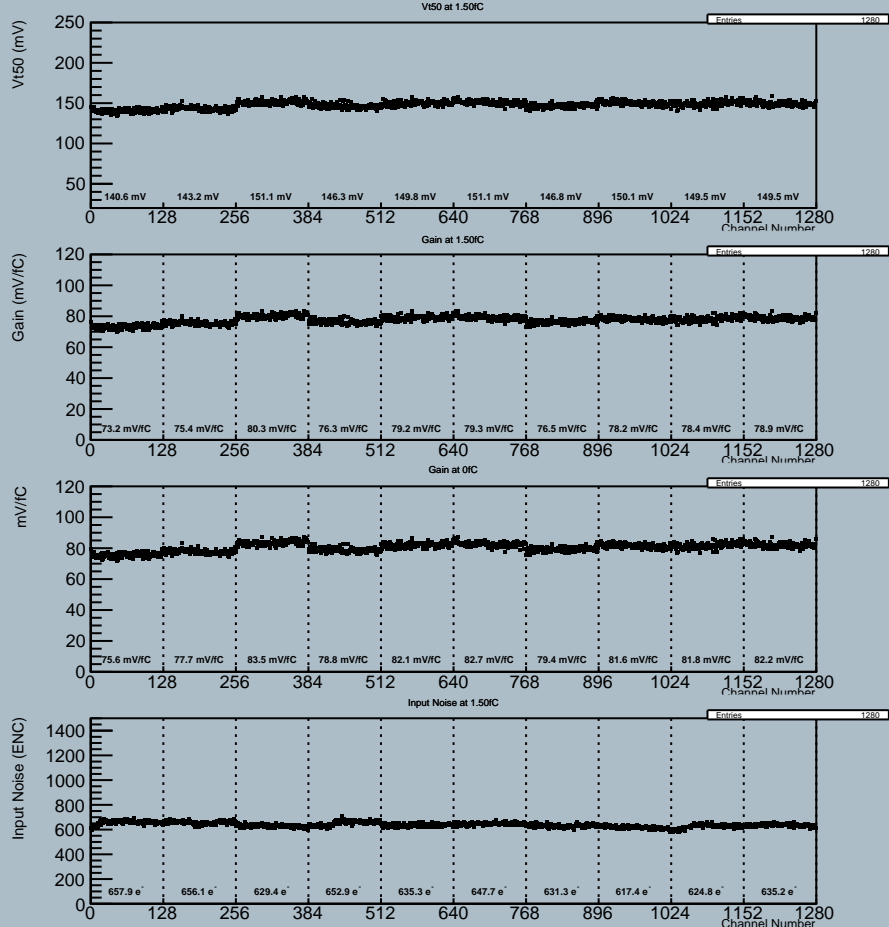 Vt50 at 1.50fC
Entries 1280
Vt50 (mV)
250
200
150
100
50
140.6 mV 143.2 mV 151.1 mV 146.3 mV 149.8 mV 151.1 mV 146.8 mV 150.1 mV 149.5 mV 149.5 mV
0 128 256 384 512 640 768 896 1024 1152 1280
Channel Number
Gain at 1.50fC
Entries 1280
Gain (mV/fC)
120
100
80
60
40
20
0
73.2 mV/fC 75.4 mV/fC 80.3 mV/fC 76.3 mV/fC 79.2 mV/fC 79.3 mV/fC 76.5 mV/fC 78.2 mV/fC 78.4 mV/fC 78.9 mV/fC
0 128 256 384 512 640 768 896 1024 1152 1280
Channel Number
Gain at 0fC
Entries 1280
mV/fC
120
100
80
60
40
20
0
75.6 mV/fC 77.7 mV/fC 83.5 mV/fC 78.8 mV/fC 82.1 mV/fC 82.7 mV/fC 79.4 mV/fC 81.6 mV/fC 81.8 mV/fC 82.2 mV/fC
0 128 256 384 512 640 768 896 1024 1152 1280
Channel Number
Input Noise at 1.50fC
Entries 1280
Input Noise (ENC)
1400
1200
1000
800
600
400
200
0
657.9 e⁻ 656.1 e⁻ 629.4 e⁻ 652.9 e⁻ 635.3 e⁻ 647.7 e⁻ 631.3 e⁻ 617.4 e⁻ 624.8 e⁻ 635.2 e⁻
0 128 256 384 512 640 768 896 1024 1152 1280
Channel Number